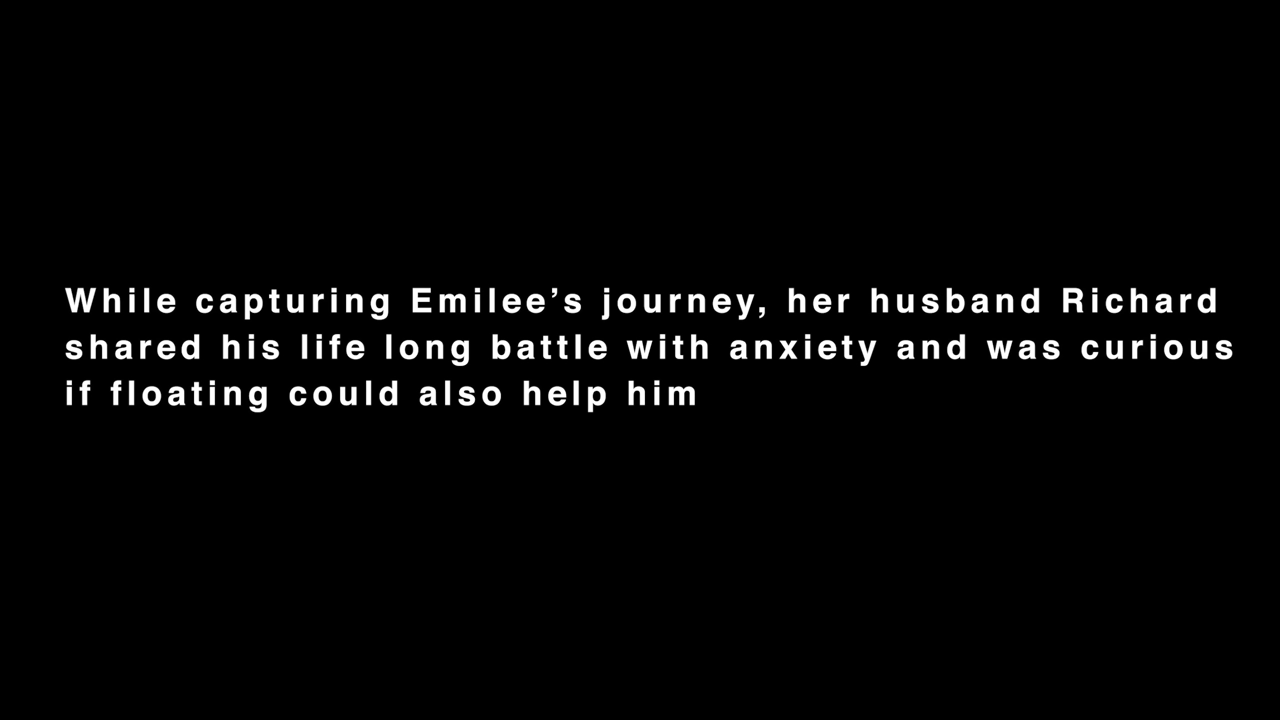 While capturing Emilee’s journey, her husband Richard
shared his life long battle with anxiety and was curious
if floating could also help him